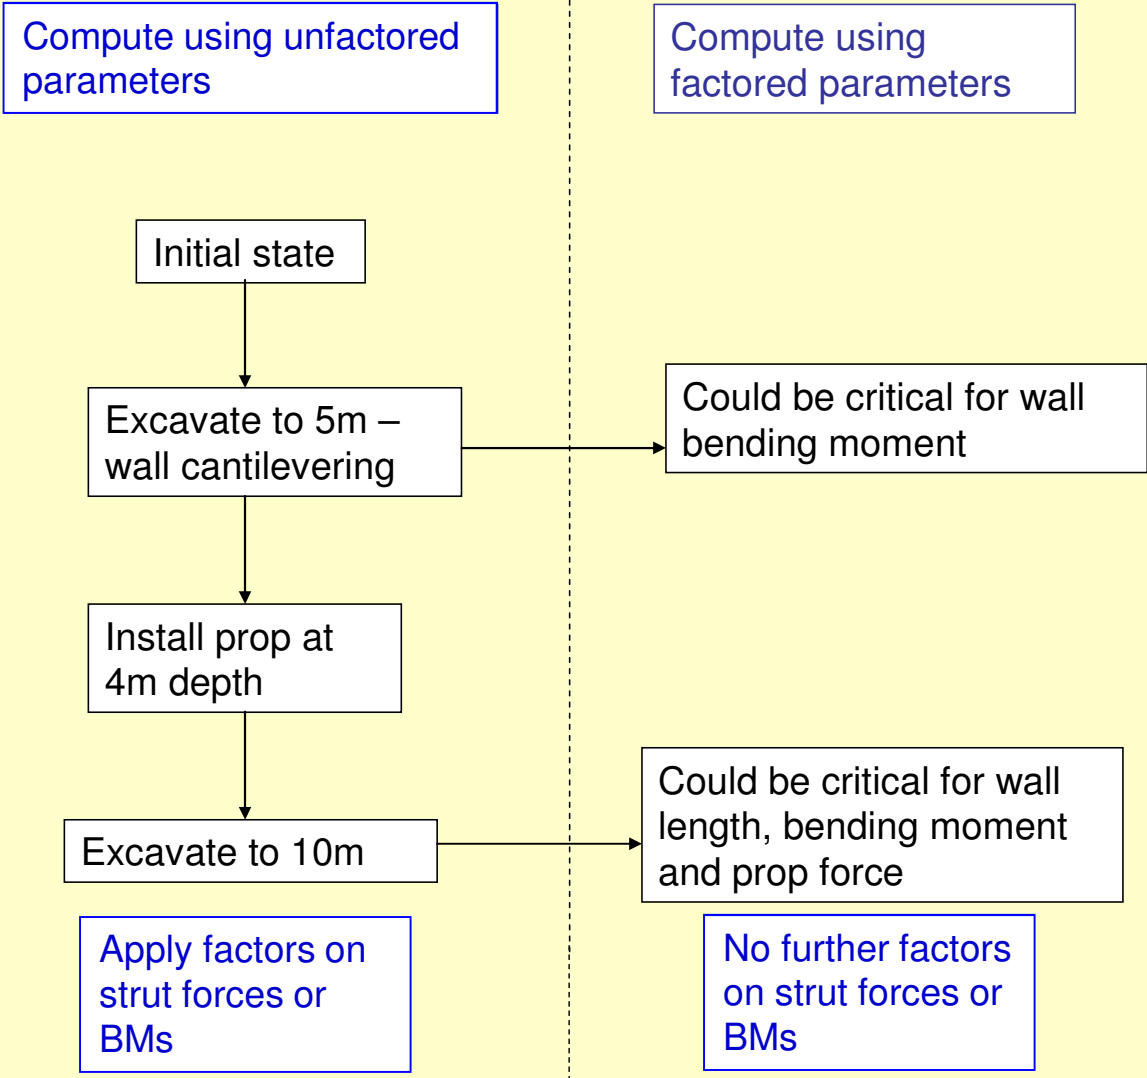 Compute using unfactored
parameters
Compute using
factored parameters
Initial state
Excavate to 5m –
wall cantilevering
Could be critical for wall
bending moment
Install prop at
4m depth
Excavate to 10m
Could be critical for wall
length, bending moment
and prop force
Apply factors on
strut forces or
BMs
No further factors
on strut forces or
BMs